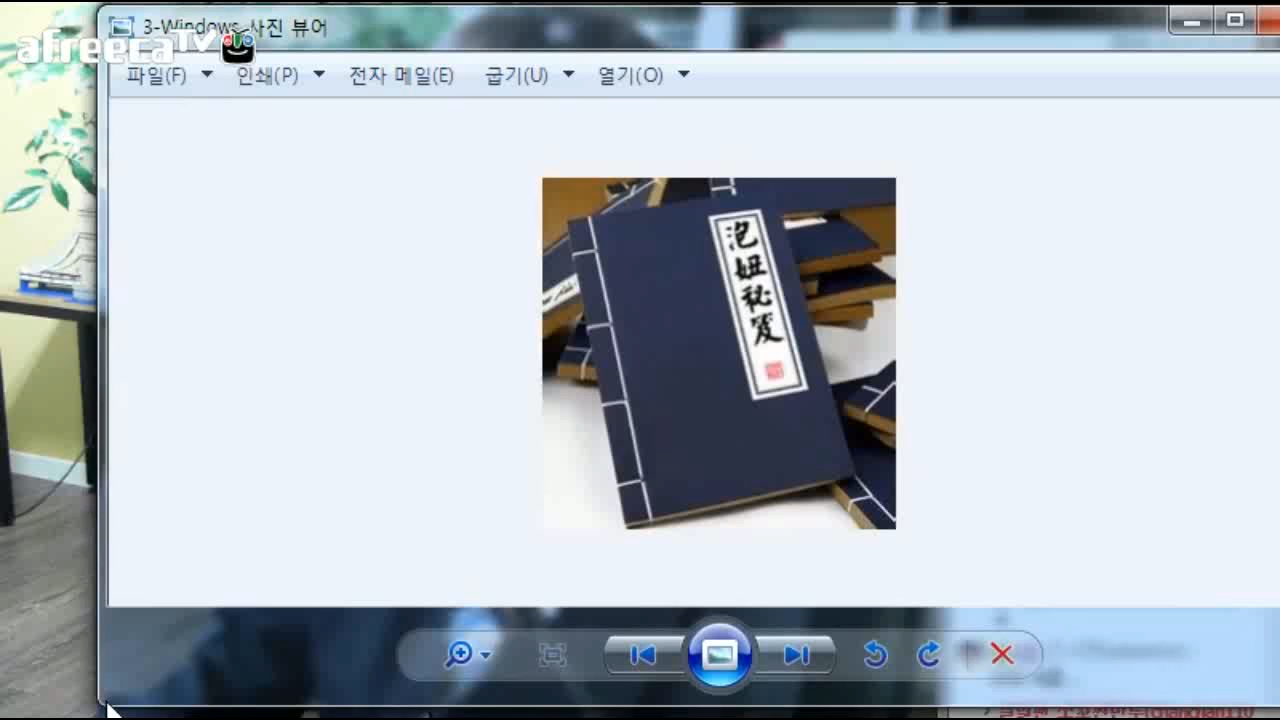 afreecaTV
3-Windows 사진 뷰어
파일(F)
인쇄(P)
전자 메일(E)
굽기(U)
열기(O)
泡妞秘笈